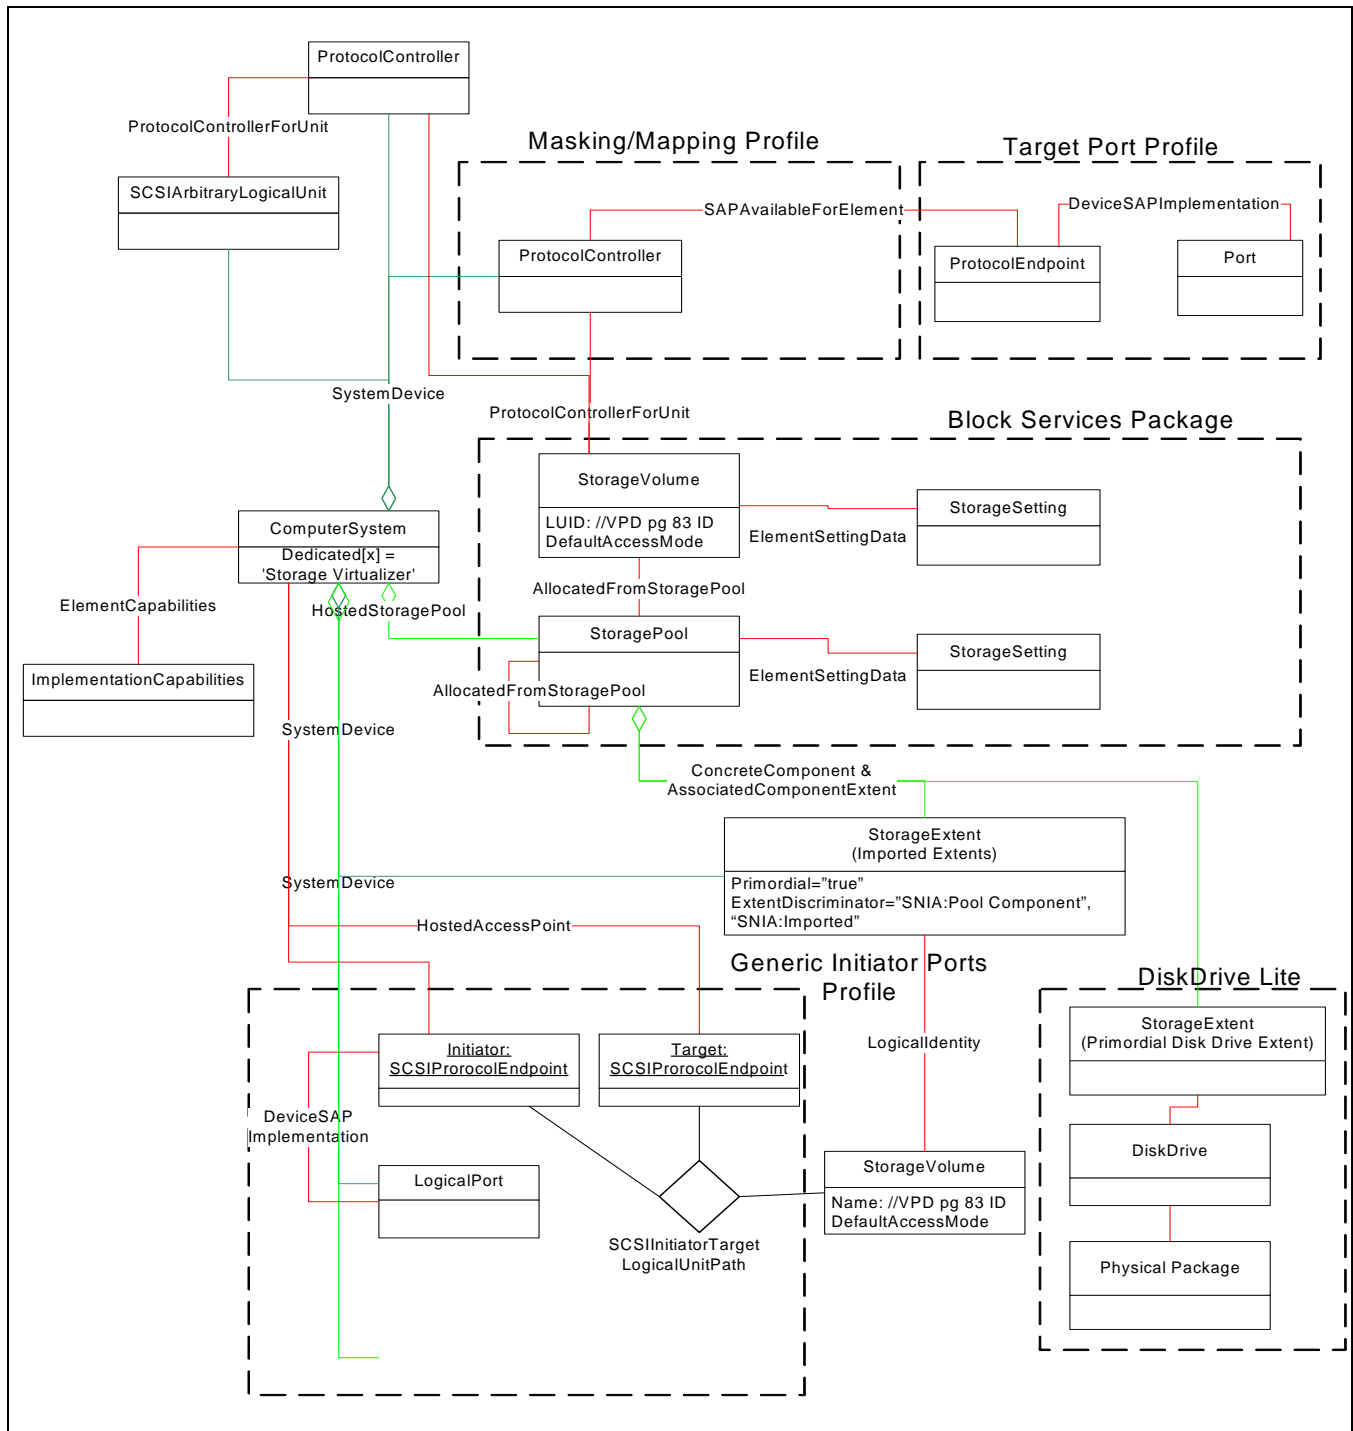 ProtocolController
ProtocolControllerForUnit
Masking/Mapping Profile
Target Port Profile
SCSIArbitraryLogicalUnit
SAPAvailableForElement
DeviceSAPImplementation
ProtocolController
ProtocolEndpoint
Port
SystemDevice
ProtocolControllerForUnit
Block Services Package
StorageVolume
LUID: //VPD pg 83 ID
DefaultAccessMode
StorageSetting
ElementSettingData
ComputerSystem
Dedicated[x] =
'Storage Virtualizer'
ElementCapabilities
HostedStoragePool
AllocatedFromStoragePool
StoragePool
StorageSetting
ElementSettingData
AllocatedFromStoragePool
ImplementationCapabilities
SystemDevice
ConcreteComponent &
AssociatedComponentExtent
StorageExtent
(Imported Extents)
Primordial=”true”
ExtentDiscriminator=”SNIA:Pool Component”,
“SNIA:Imported”
SystemDevice
HostedAccessPoint
Generic Initiator Ports
Profile
DiskDrive Lite
Initiator:
SCSIProrocolEndpoint
Target:
SCSIProrocolEndpoint
LogicalIdentity
StorageExtent
(Primordial Disk Drive Extent)
DeviceSAP
Implementation
DiskDrive
LogicalPort
StorageVolume
Name: //VPD pg 83 ID
DefaultAccessMode
SCSIInitiatorTarget
LogicalUnitPath
Physical Package